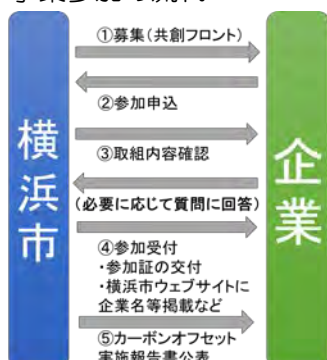 ①募集(共創フロント)
②参加申込
③取組内容確認
(必要に応じて質問に回答)
④参加受付
・参加証の交付
・横浜市ウェブサイトに
企業名等掲載など
⑤カーボンオフセット
実施報告書公表
横浜市
企業